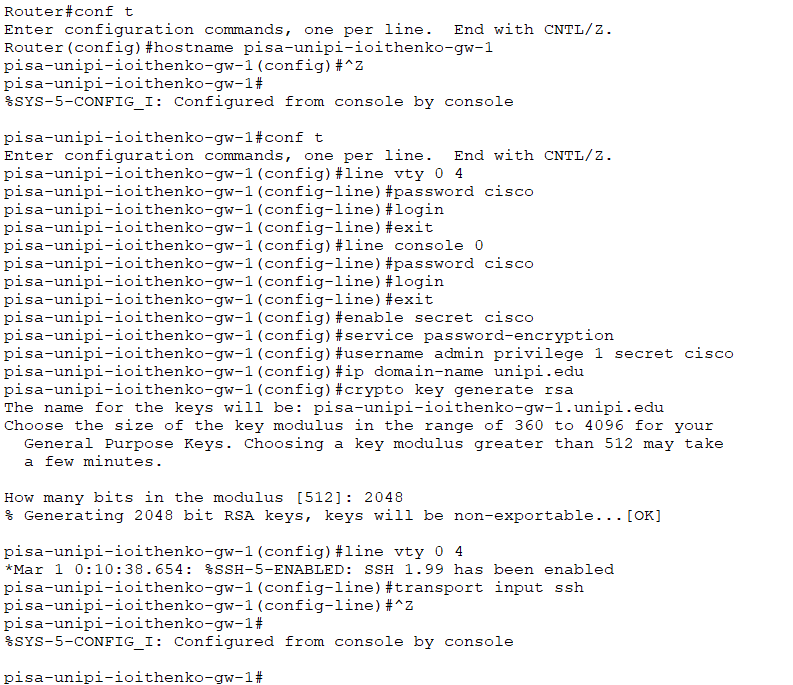 Router#conf t
Enter configuration commands, one per line.  End with CNTL/Z.
Router(config)#hostname pisa-unipi-ioithenko-gw-1
pisa-unipi-ioithenko-gw-1(config)#^Z
pisa-unipi-ioithenko-gw-1#
%SYS-5-CONFIG_I: Configured from console by console

pisa-unipi-ioithenko-gw-1#conf t
Enter configuration commands, one per line.  End with CNTL/Z.
pisa-unipi-ioithenko-gw-1(config)#line vty 0 4
pisa-unipi-ioithenko-gw-1(config-line)#password cisco
pisa-unipi-ioithenko-gw-1(config-line)#login
pisa-unipi-ioithenko-gw-1(config-line)#exit
pisa-unipi-ioithenko-gw-1(config)#line console 0
pisa-unipi-ioithenko-gw-1(config-line)#password cisco
pisa-unipi-ioithenko-gw-1(config-line)#login
pisa-unipi-ioithenko-gw-1(config-line)#exit
pisa-unipi-ioithenko-gw-1(config)#enable secret cisco
pisa-unipi-ioithenko-gw-1(config)#service password-encryption
pisa-unipi-ioithenko-gw-1(config)#username admin privilege 1 secret cisco
pisa-unipi-ioithenko-gw-1(config)#ip domain-name unipi.edu
pisa-unipi-ioithenko-gw-1(config)#crypto key generate rsa
The name for the keys will be: pisa-unipi-ioithenko-gw-1.unipi.edu
Choose the size of the key modulus in the range of 360 to 4096 for your
  General Purpose Keys. Choosing a key modulus greater than 512 may take
  a few minutes.

How many bits in the modulus [512]: 2048
% Generating 2048 bit RSA keys, keys will be non-exportable...[OK]

pisa-unipi-ioithenko-gw-1(config)#line vty 0 4
*Mar 1 0:10:38.654: %SSH-5-ENABLED: SSH 1.99 has been enabled
pisa-unipi-ioithenko-gw-1(config-line)#transport input ssh
pisa-unipi-ioithenko-gw-1(config-line)#^Z
pisa-unipi-ioithenko-gw-1#
%SYS-5-CONFIG_I: Configured from console by console

pisa-unipi-ioithenko-gw-1#